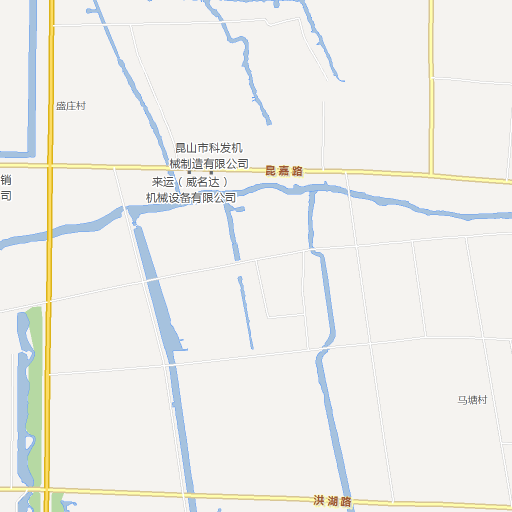 盛庄村
昆山市科发机
械制造有限公司
昆嘉路
销
司
来运（威名达）
机械设备有限公司
马塘村
洪湖路